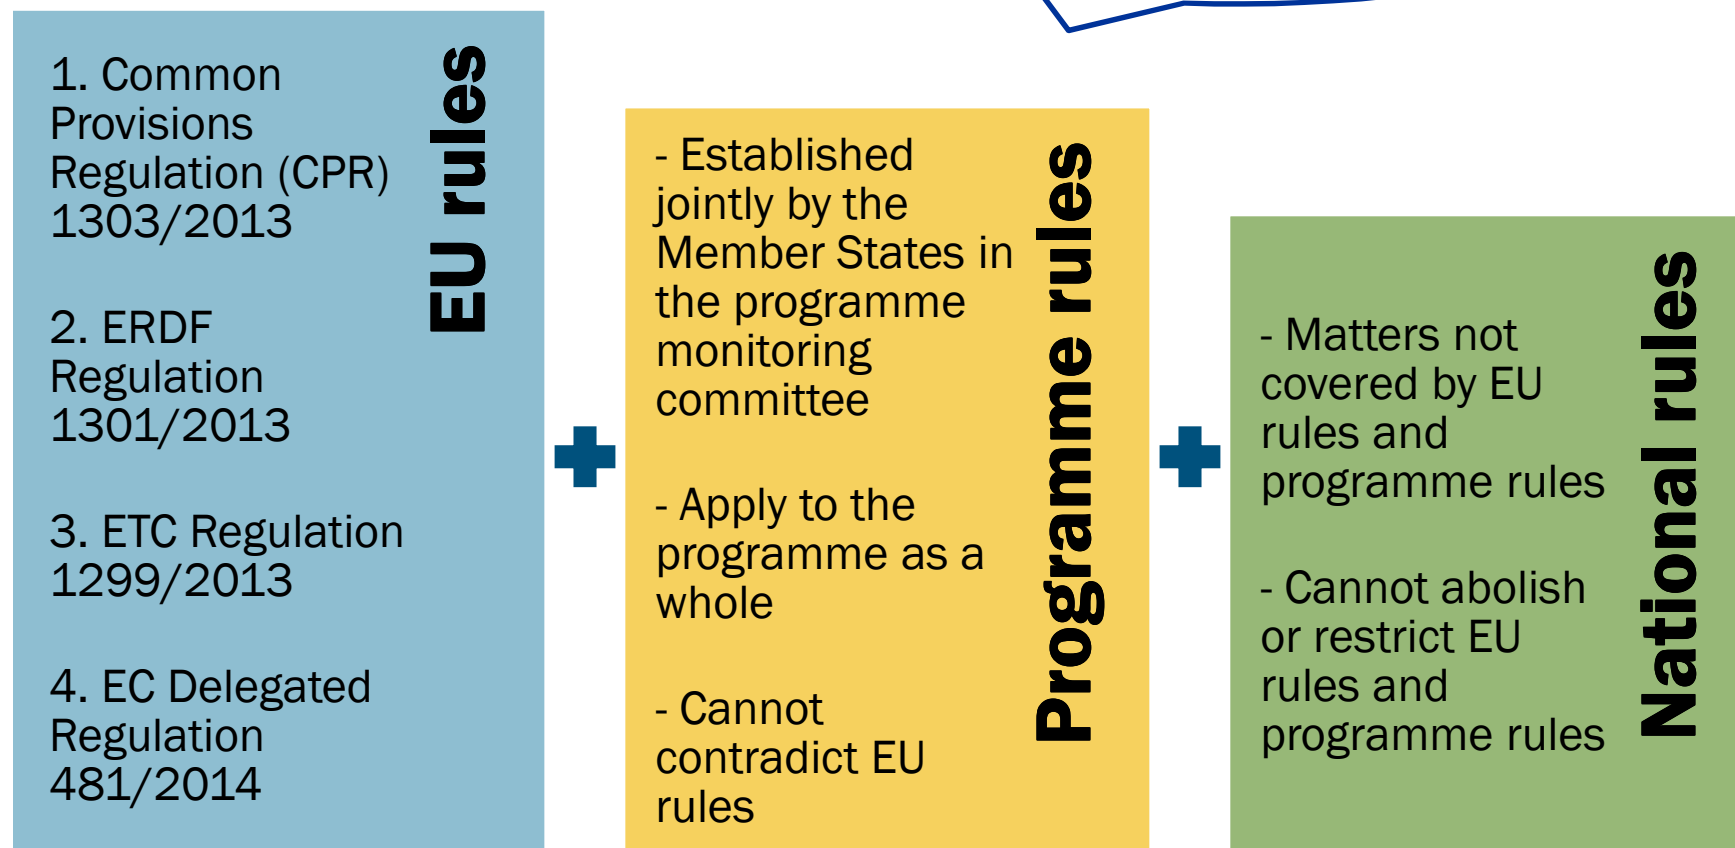 1. Common
Provisions
Regulation (CPR)
1303/2013
2. ERDF
Regulation
1301/2013
3. ETC Regulation
1299/2013
4. EC Delegated
Regulation
481/2014
EU rules
- Established
jointly by the
Member States in
the programme
monitoring
committee
- Apply to the
programme as a
whole
- Cannot
contradict EU
rules
Programme rules
- Matters not
covered by EU
rules and
programme rules
- Cannot abolish
or restrict EU
rules and
programme rules
National rules